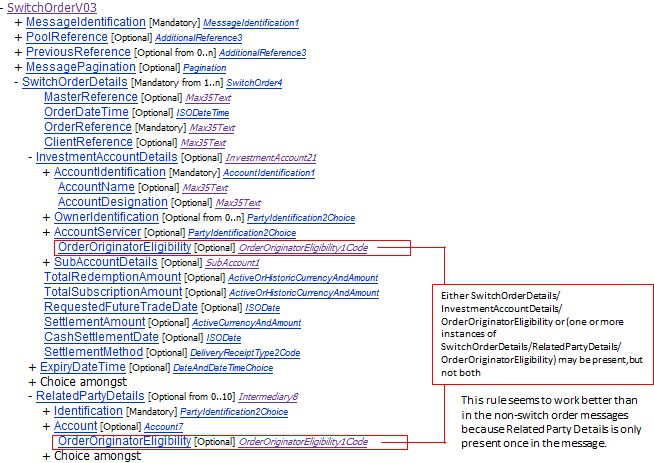 - SwitchOrderV03
+ MessageIdentification [Mandatory] MessageIdentification1
+ PoolReference [Optional] AdditionalReference3
+ PreviousReference [Optional from 0..n] AdditionalReference3
+ MessagePagination [Optional] Pagination
- SwitchOrderDetails [Mandatory from 1..n] SwitchOrder4
MasterReference [Optional] Max35Text
OrderDateTime [Optional] ISODateTime
OrderReference [Mandatory] Max35Text
ClientReference [Optional] Max35Text
- InvestmentAccountDetails [Optional] InvestmentAccount21
+ AccountIdentification [Mandatory] AccountIdentification1
AccountName [Optional] Max35Text
AccountDesignation [Optional] Max35Text
+ OwnerIdentification [Optional from 0..n] PartyIdentification2Choice
+ AccountServicer [Optional] PartyIdentification2Choice
OrderOriginatorEligibility [Optional] OrderOriginatorEligibility1Code
+ SubAccountDetails [Optional] SubAccount1
TotalRedemptionAmount [Optional] ActiveOrHistoricCurrencyAndAmount
TotalSubscriptionAmount [Optional] ActiveOrHistoricCurrencyAndAmount
RequestedFutureTradeDate [Optional] ISODate
SettlementAmount [Optional] ActiveCurrencyAndAmount
CashSettlementDate [Optional] ISODate
SettlementMethod [Optional] DeliveryReceiptType2Code
+ ExpiryDateTime [Optional] DateAndDateTimeChoice
+ Choice amongst
- RelatedPartyDetails [Optional from 0..10] Intermediary8
+ Identification [Mandatory] PartyIdentification2Choice
+ Account [Optional] Account7
OrderOriginatorEligibility [Optional] OrderOriginatorEligibility1Code
+ Choice amongst
Either SwitchOrderDetails/
InvestmentAccountDetails/
OrderOriginatorEligibility or (one or more
instances of
SwitchOrderDetails/RelatedPartyDetails/
OrderOriginatorEligibility) may be present, but
not both
This rule seems to work better than
in the non-switch order messages
because Related Party Details is only
present once in the message.